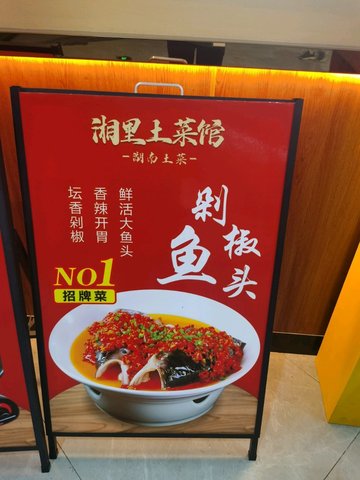 湘里土菜馆
湖南土菜
剁椒
鱼头
鲜活大鱼头
香辣开胃
坛香剁椒
NO1
招牌菜